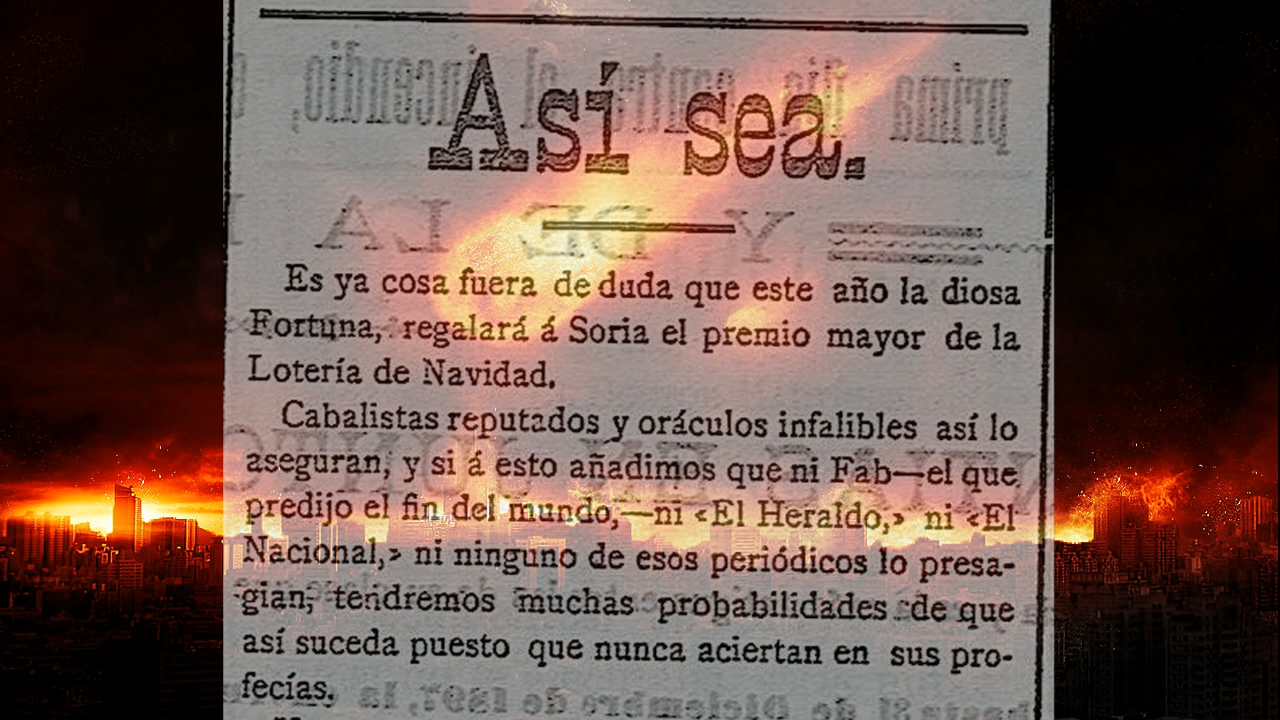 Así sea.
Es ya cosa fuera de duda que este año la diosa
Fortuna, regalará á Soria el premio mayor de la
Lotería de Navidad.
Cabalistas reputados y oráculos infalibles así lo
aseguran, y si á esto añadimos que ni Fab—el que
predijo el fin del mundo,—ni «El Heraldo,» ni «El
Nacional,» ni ninguno de esos periódicos lo presa-
gian, tendremos muchas probabilidades de que
así suceda puesto que nunca aciertan en sus pro-
fecías.